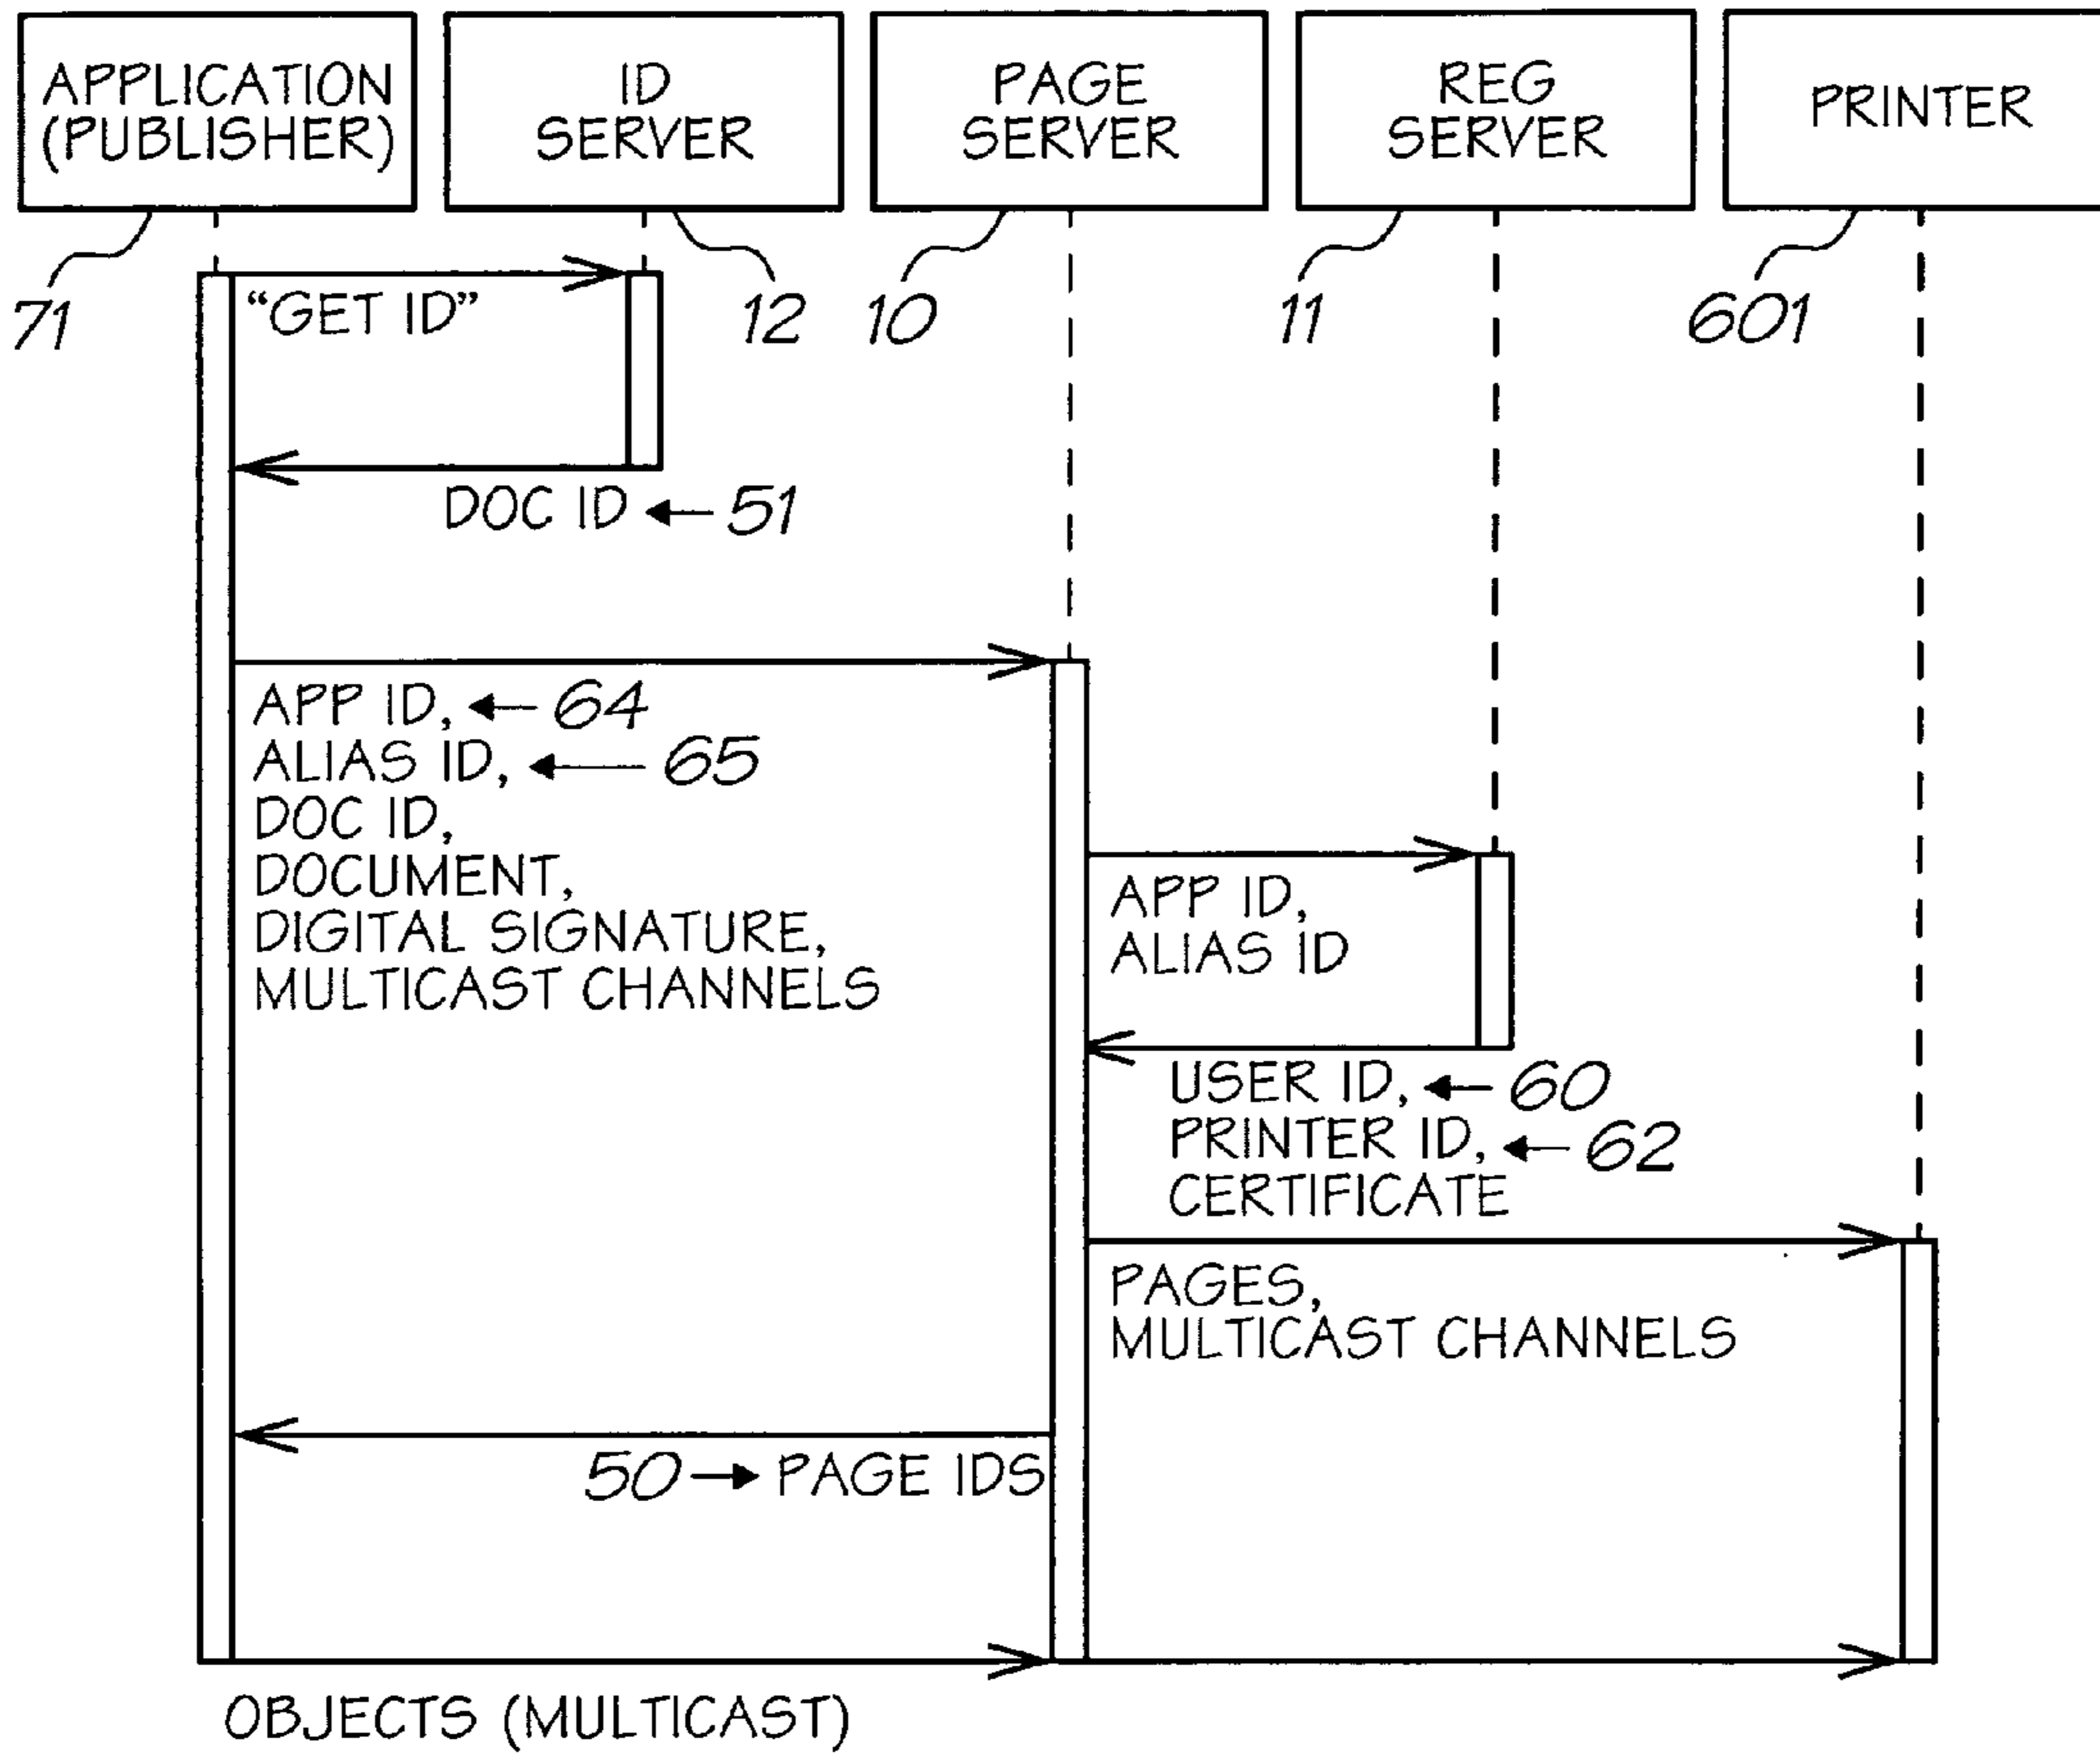 APPLICATION
(PUBLISHER)
ID
SERVER
PAGE
SERVER
REG
SERVER
PRINTER
71
12
10
11
601
“GET ID”
DOC ID 51
APP ID, 64
ALIAS ID, 65
DOC ID,
DOCUMENT,
DIGITAL SIGNATURE,
MULTICAST CHANNELS
APP ID,
ALIAS ID
USER ID, 60
PRINTER ID, 62
CERTIFICATE
PAGES,
MULTICAST CHANNELS
50 PAGE IDS
OBJECTS (MULTICAST)